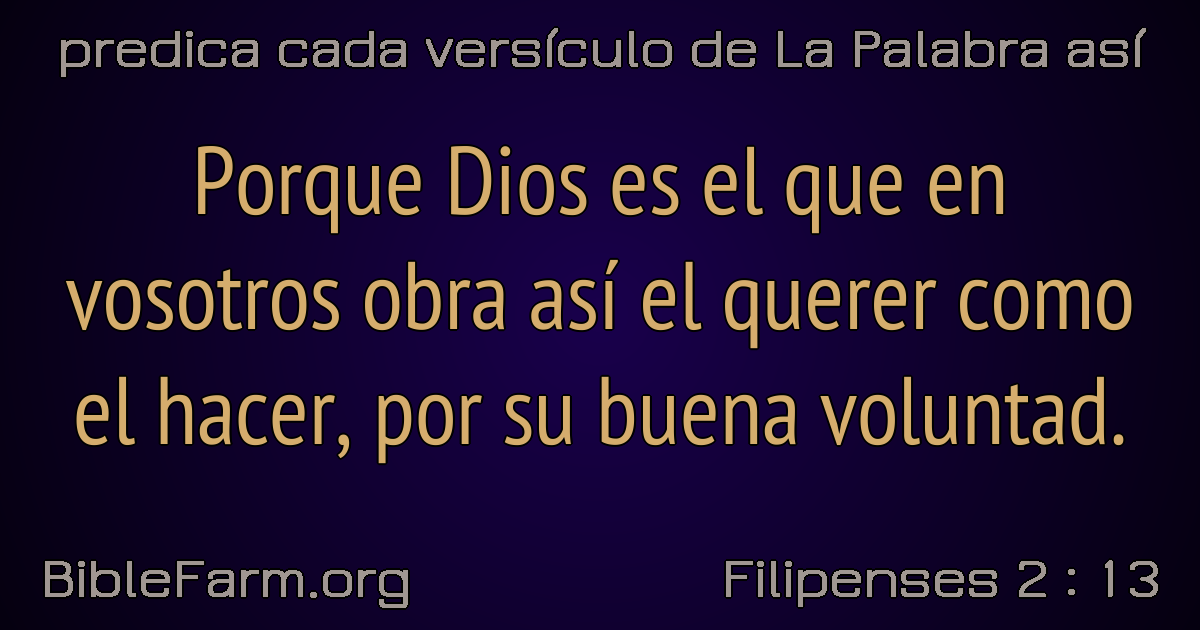 predica cada versículo de La Palabra así
Porque Dios es el que en
vosotros obra así el querer como
el hacer, por su buena voluntad.
BibleFarm.org
Filipenses 2 : 13